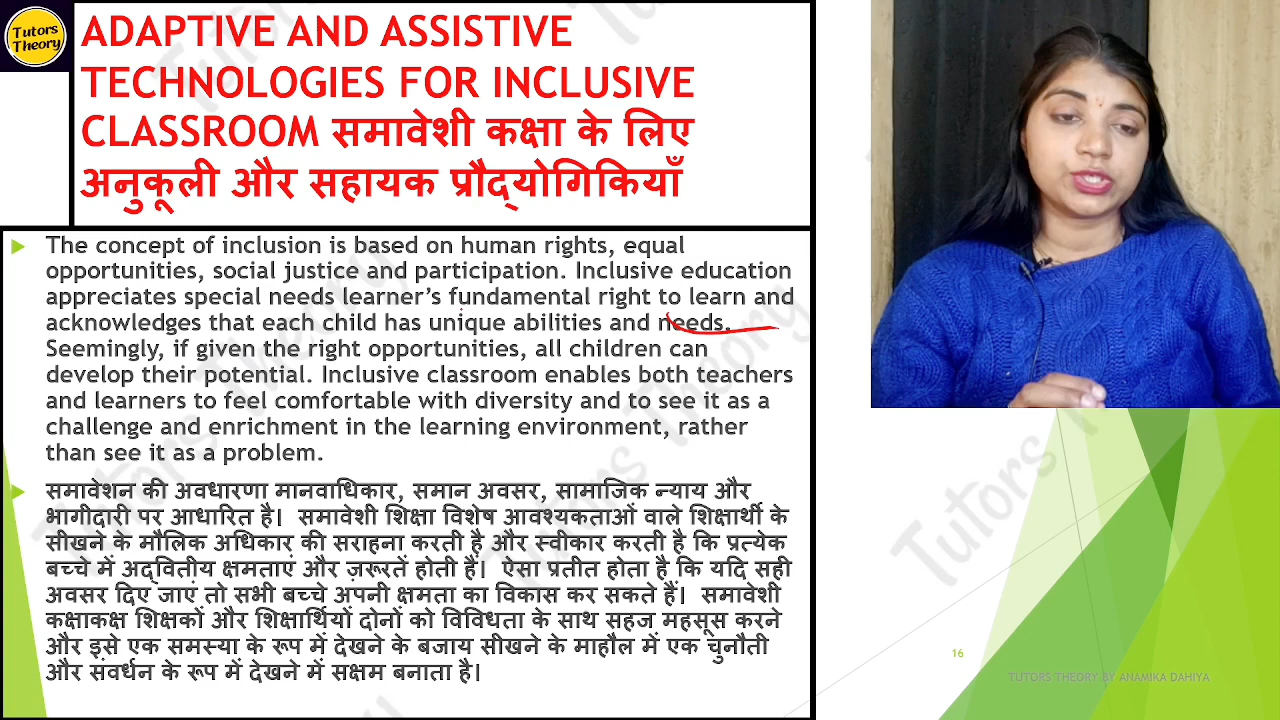 Tutors
Theory
ADAPTIVE AND ASSISTIVE
TECHNOLOGIES FOR INCLUSIVE
CLASSROOM समावेशी कक्षा के लिए
अनुकूली और सहायक प्रौद्योगिकियाँ
The concept of inclusion is based on human rights, equal
opportunities, social justice and participation. Inclusive education
appreciates special needs learner’s fundamental right to learn and
acknowledges that each child has unique abilities and needs.
Seemingly, if given the right opportunities, all children can
develop their potential. Inclusive classroom enables both teachers
and learners to feel comfortable with diversity and to see it as a
challenge and enrichment in the learning environment, rather
than see it as a problem.
समावेशन की अवधारणा मानवाधिकार, समान अवसर, सामाजिक न्याय और
भागीदारी पर आधारित है। समावेशी शिक्षा विशेष आवश्यकताओं वाले शिक्षार्थी के
सीखने के मौलिक अधिकार की सराहना करती है और स्वीकार करती है कि प्रत्येक
बच्चे में अद्वितीय क्षमताएं और ज़रूरतें होती हैं। ऐसा प्रतीत होता है कि यदि सही
अवसर दिए जाएं तो सभी बच्चे अपनी क्षमता का विकास कर सकते हैं। समावेशी
कक्षाकक्ष शिक्षकों और शिक्षार्थियों दोनों को विविधता के साथ सहज महसूस करने
और इसे एक समस्या के रूप में देखने के बजाय सीखने के माहौल में एक चुनौती
और संवर्धन के रूप में देखने में सक्षम बनाता है।
16
TUTORS THEORY BY ANAMIKA DAHIYA
Tutors Theory
Tutors Theory
Tutors Theory